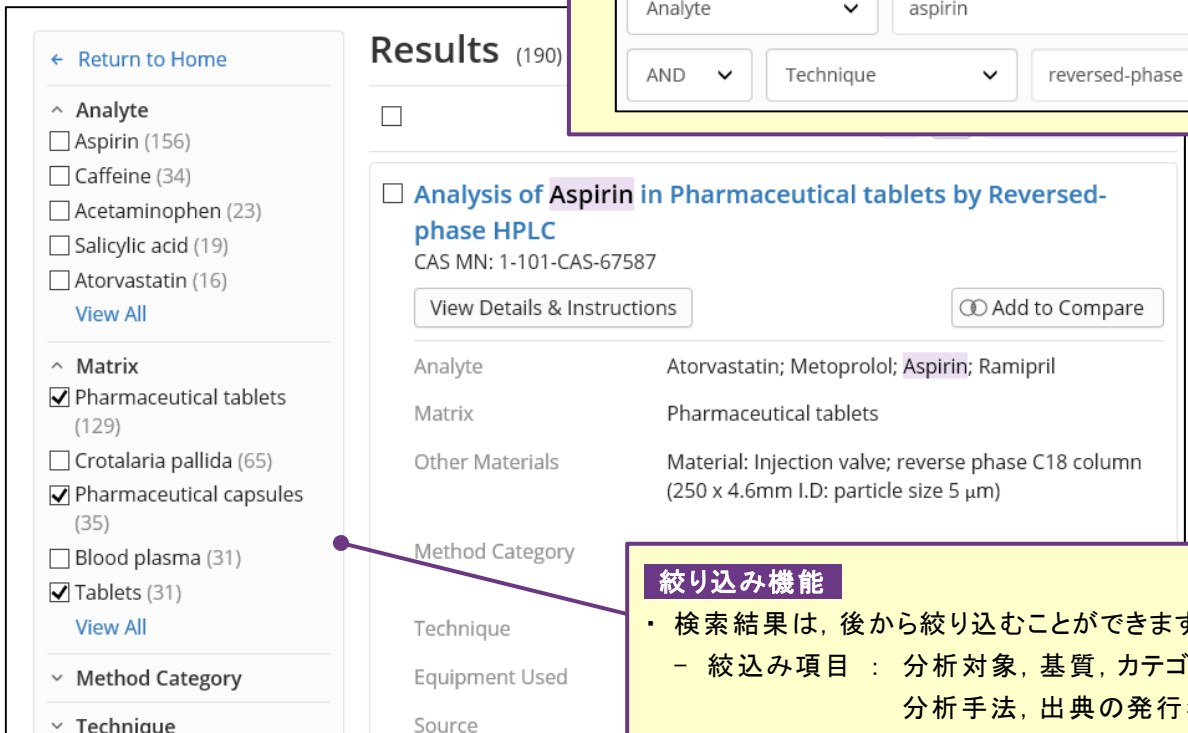 Analyte aspirin
AND Technique reversed-phase
← Return to Home
Analyte
Aspirin (156)
Caffeine (34)
Acetaminophen (23)
Salicylic acid (19)
Atorvastatin (16)
View All
Matrix
Pharmaceutical tablets
(129)
Crotalaria pallida (65)
Pharmaceutical capsules
(35)
Blood plasma (31)
Tablets (31)
View All
Method Category
Technique
Results (190)
Analysis of Aspirin in Pharmaceutical tablets by Reversed-
phase HPLC
CAS MN: 1-101-CAS-67587
View Details & Instructions Add to Compare
Analyte Atorvastatin; Metoprolol; Aspirin; Ramipril
Matrix Pharmaceutical tablets
Other Materials Material: Injection valve; reverse phase C18 column
(250 x 4.6mm I.D: particle size 5 μm)
Method Category
Technique
Equipment Used
Source
絞り込み機能
・ 検索結果は, 後から絞り込むことができます
− 絞込み項目 : 分析対象, 基質, カテゴ
分析手法, 出典の発行